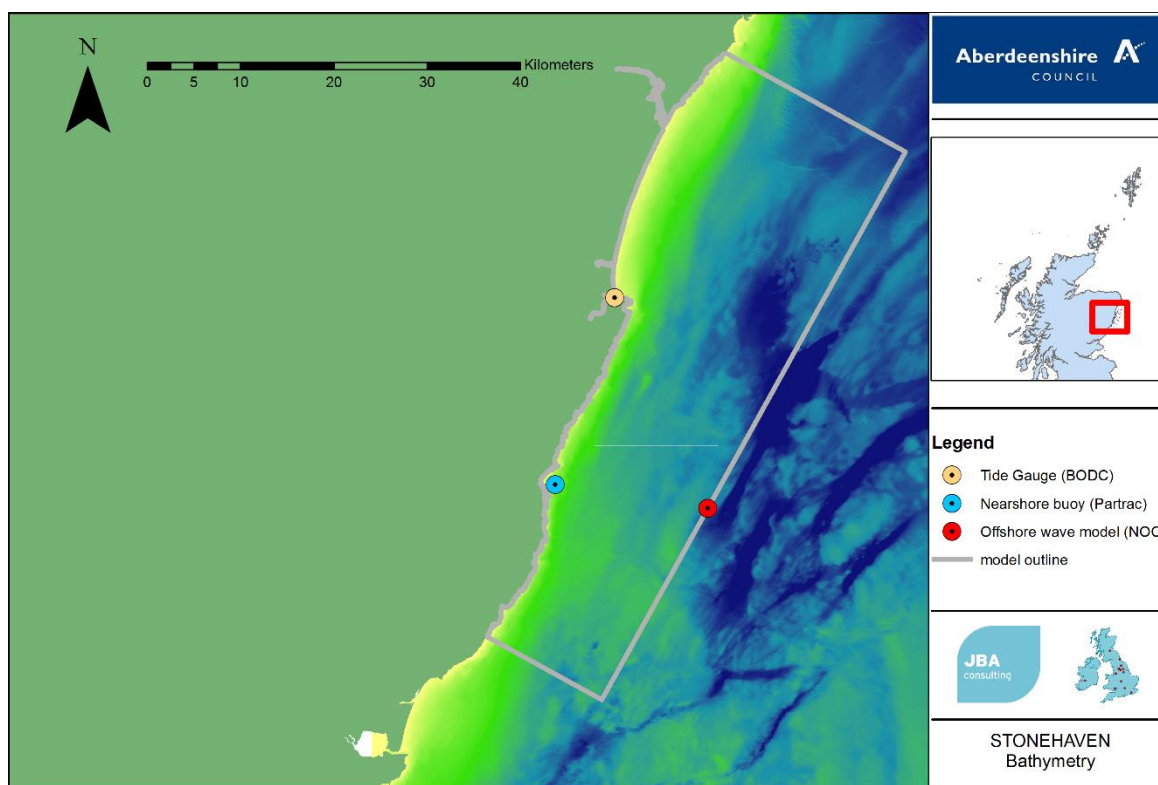 N
Kilometers
0 5 10 20 30 40
Aberdeenshire
COUNCIL
Legend
Tide Gauge (BODC)
Nearshore buoy (Partrac)
Offshore wave model (NOC
model outline
JBA
consulting
STONEHAVEN
Bathymetry